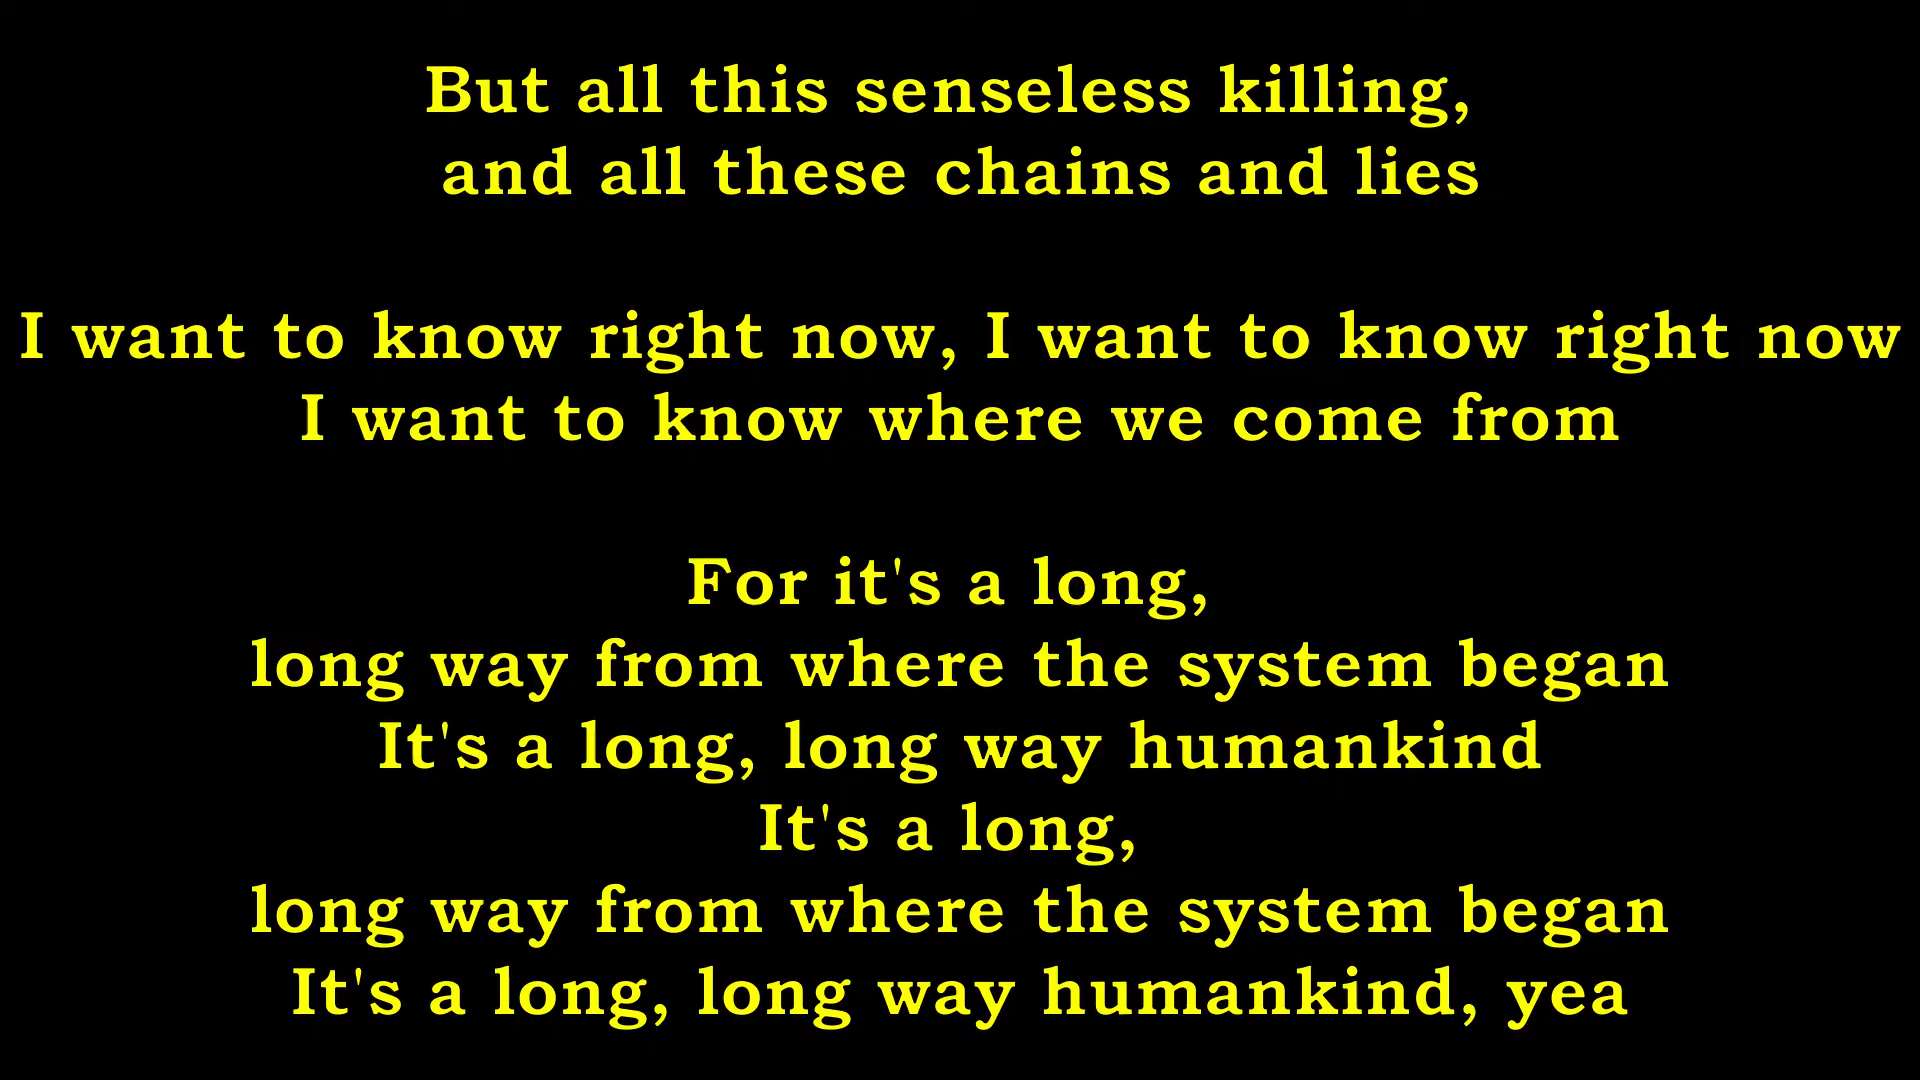 But all this senseless killing,
and all these chains and lies
I want to know right now, I want to know right now
I want to know where we come from
For it's a long,
long way from where the system began
It's a long, long way humankind
It's a long,
long way from where the system began
It's a long, long way humankind, yea